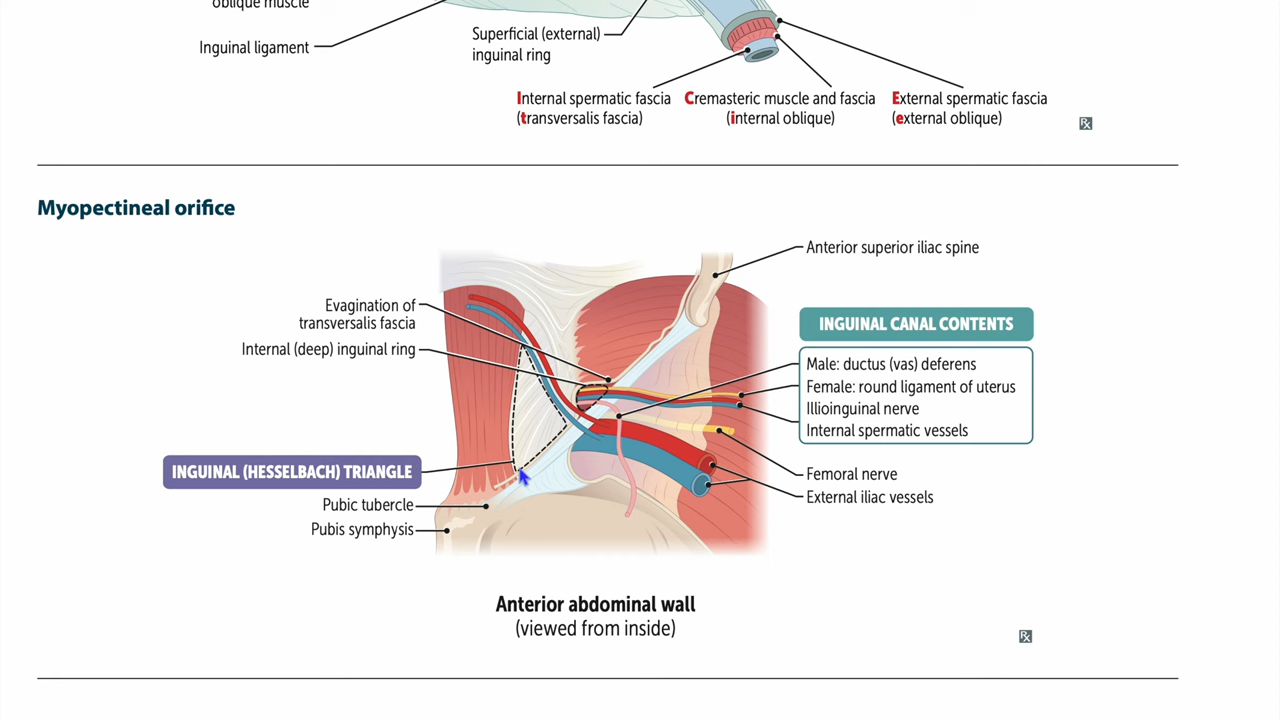 oblique muscle
Inguinal ligament
Superficial (external)
inguinal ring
Internal spermatic fascia
(transversalis fascia)
Cremasteric muscle and fascia
(internal oblique)
External spermatic fascia
(external oblique)
Rx
Myopectineal orifice
Anterior superior iliac spine
Evagination of
transversalis fascia
Internal (deep) inguinal ring
INGUINAL CANAL CONTENTS
Male: ductus (vas) deferens
Female: round ligament of uterus
Illioinguinal nerve
Internal spermatic vessels
INGUINAL (HESSELBACH) TRIANGLE
Femoral nerve
External iliac vessels
Pubic tubercle
Pubis symphysis
Anterior abdominal wall
(viewed from inside)
Rx